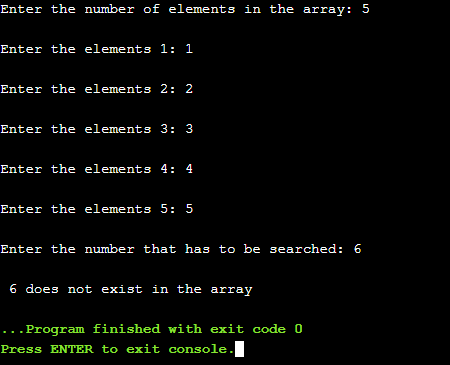 Enter the number of elements in the array: 5
Enter the elements 1: 1
Enter the elements 2: 2
Enter the elements 3: 3
Enter the elements 4: 4
Enter the elements 5: 5
Enter the number that has to be searched: 6
6 does not exist in the array
...Program finished with exit code 0
Press ENTER to exit console.